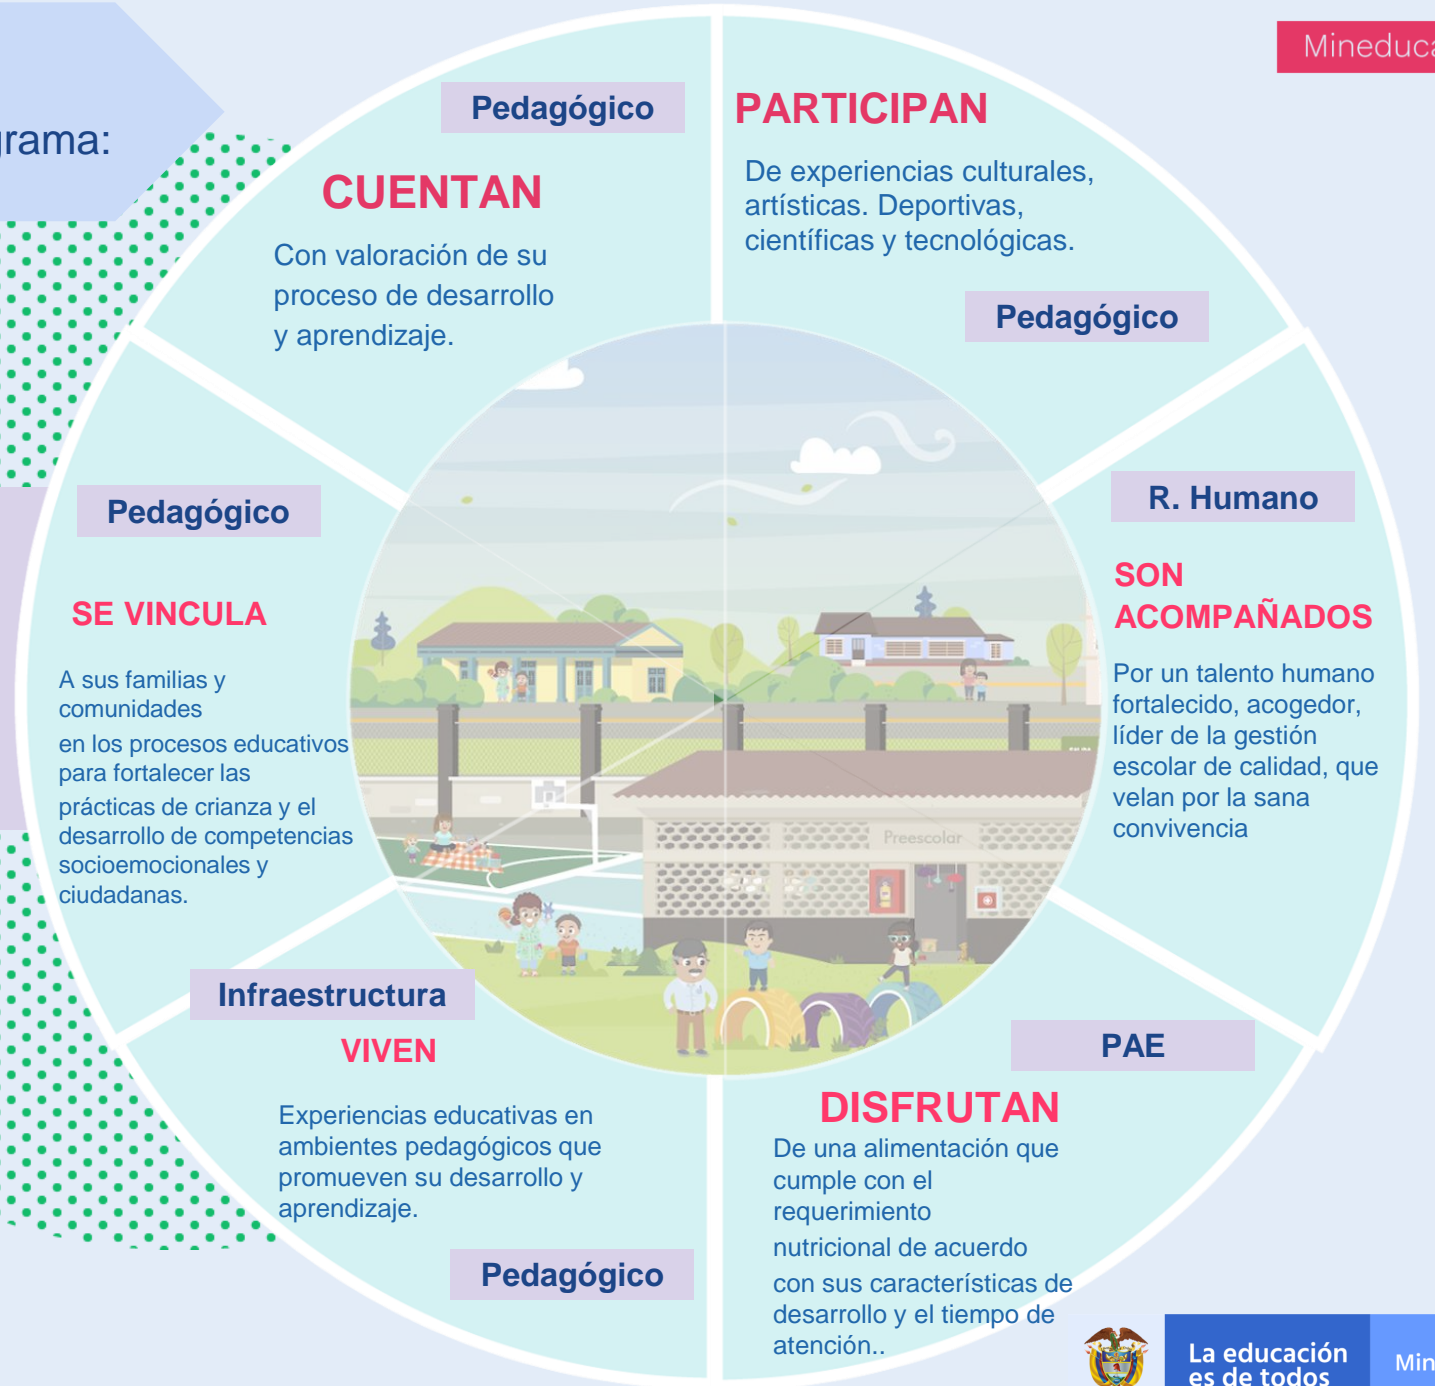 Pedagógico
CUENTAN
Con valoración de su
proceso de desarrollo
y aprendizaje.
PARTICIPAN
De experiencias culturales,
artísticas. Deportivas,
científicas y tecnológicas.
Pedagógico
R. Humano
SON
ACOMPAÑADOS
Por un talento humano
fortalecido, acogedor,
líder de la gestión
escolar de calidad, que
velan por la sana
convivencia
PAE
DISFRUTAN
De una alimentación que
cumple con el
requerimiento
nutricional de acuerdo
con sus características de
desarrollo y el tiempo de
atención..
Infraestructura
VIVEN
Experiencias educativas en
ambientes pedagógicos que
promueven su desarrollo y
aprendizaje.
Pedagógico
Pedagógico
SE VINCULA
A sus familias y
comunidades
en los procesos educativos
para fortalecer las
prácticas de crianza y el
desarrollo de competencias
socioemocionales y
ciudadanas.
Preescolar
La educación
es de todos